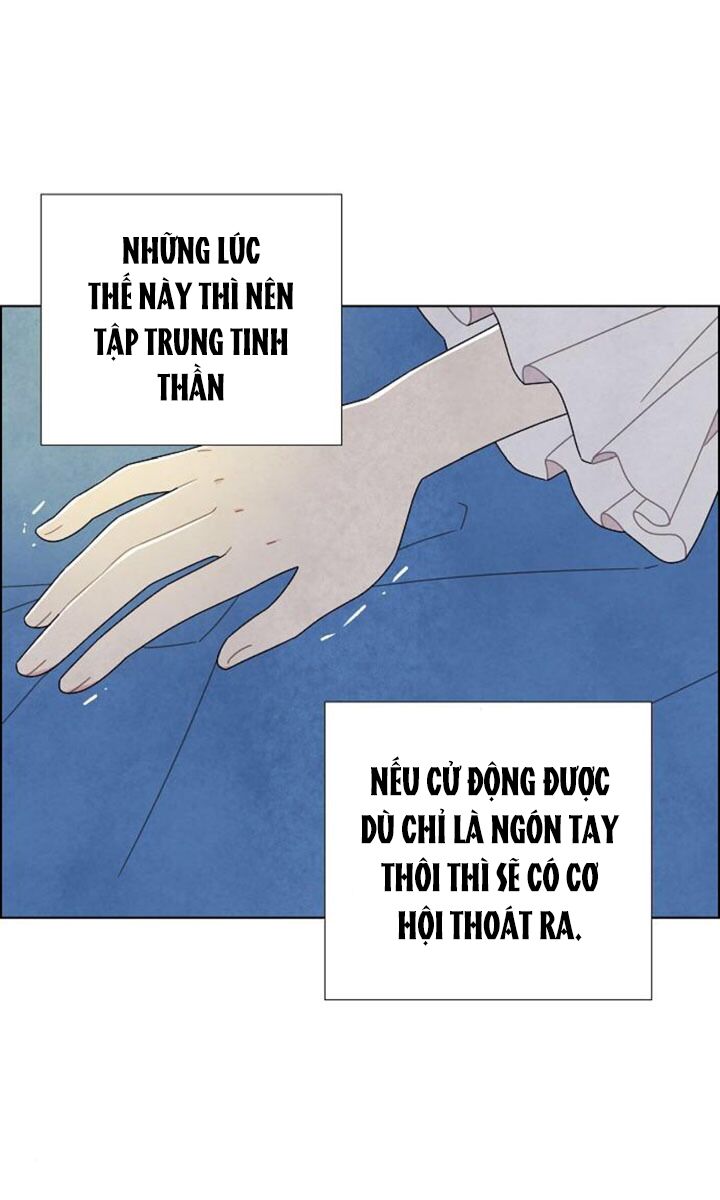 NHỮNG LÚC
THẾ NÀY THÌ NÊN
TẬP TRUNG TINH
THẦN
NẾU CỬ ĐỘNG ĐƯỢC
DÙ CHỈ LÀ NGÓN TAY
THÔI THÌ SẼ CÓ CƠ
HỘI THOÁT RA.